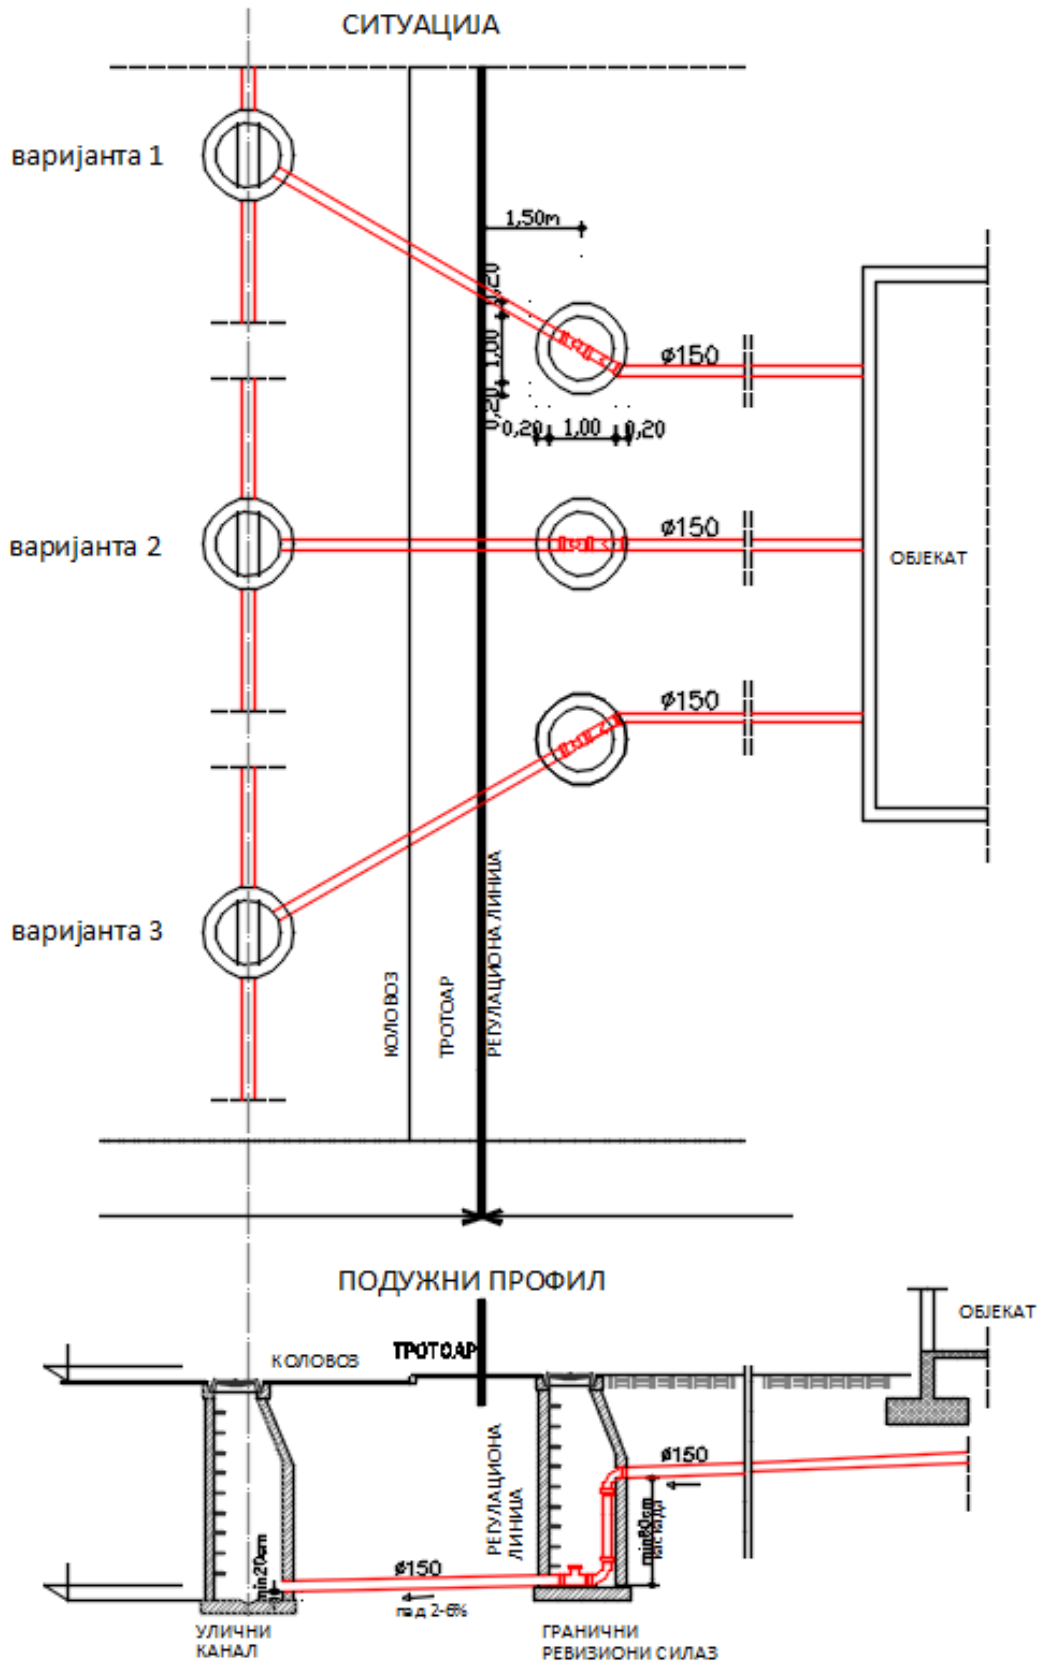 СИТУАЦИЈА
варијанта 1
1,50m
0,20
1,00
0,20
0,20
1,00
0,20
ø150
варијанта 2
ø150
ОБЈЕКАТ
ø150
варијанта 3
КОЛОВОЗ
ТРОТОАР
РЕГУЛАЦИОНА ЛИНИЈА
ПОДУЖНИ ПРОФИЛ
ОБЈЕКАТ
ТРОТОАР
КОЛОВОЗ
РЕГУЛАЦИОНА
ЛИНИЈА
ø150
min80cm
каскада
min20cm
ø150
пад 2-6%
УЛИЧНИ
КАНАЛ
ГРАНИЧНИ
РЕВИЗИОНИ СИЛАЗ